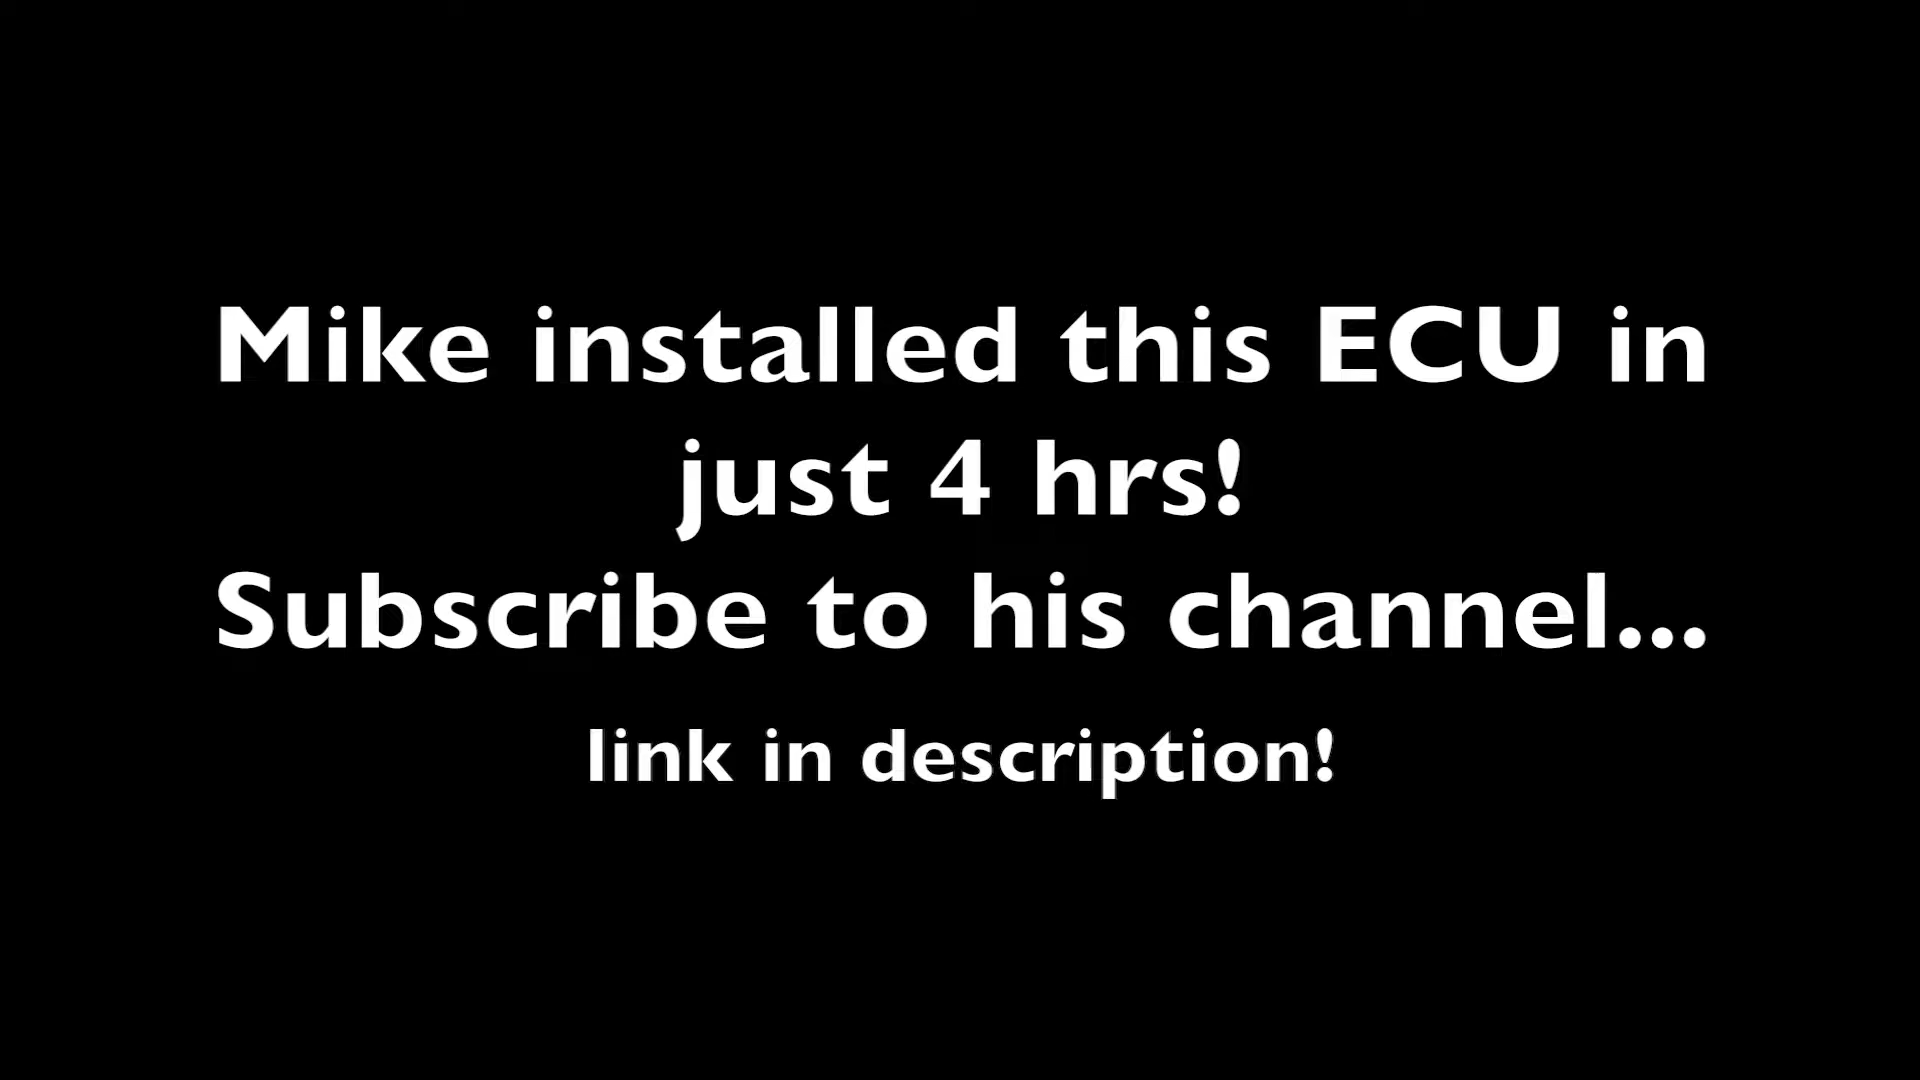 Mike installed this ECU in
just 4 hrs!
Subscribe to his channel...
link in description!